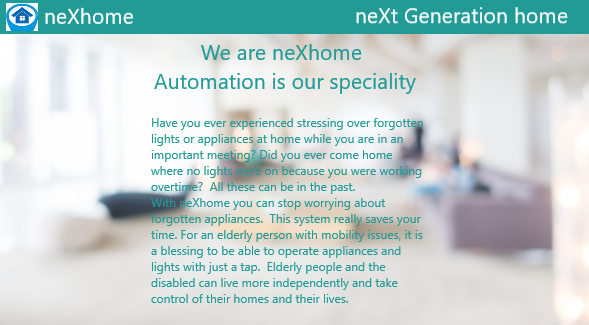 neXhome
neXt Generation home
We are neXhome
Automation is our speciality
Have you ever experienced stressing over forgotten
lights or appliances at home while you are in an
important meeting? Did you ever come home
where no lights were on because you were working
overtime?  All these can be in the past.
With neXhome you can stop worrying about
forgotten appliances.  This system really saves your
time. For an elderly person with mobility issues, it is
a blessing to be able to operate appliances and
lights with just a tap.  Elderly people and the
disabled can live more independently and take
control of their homes and their lives.